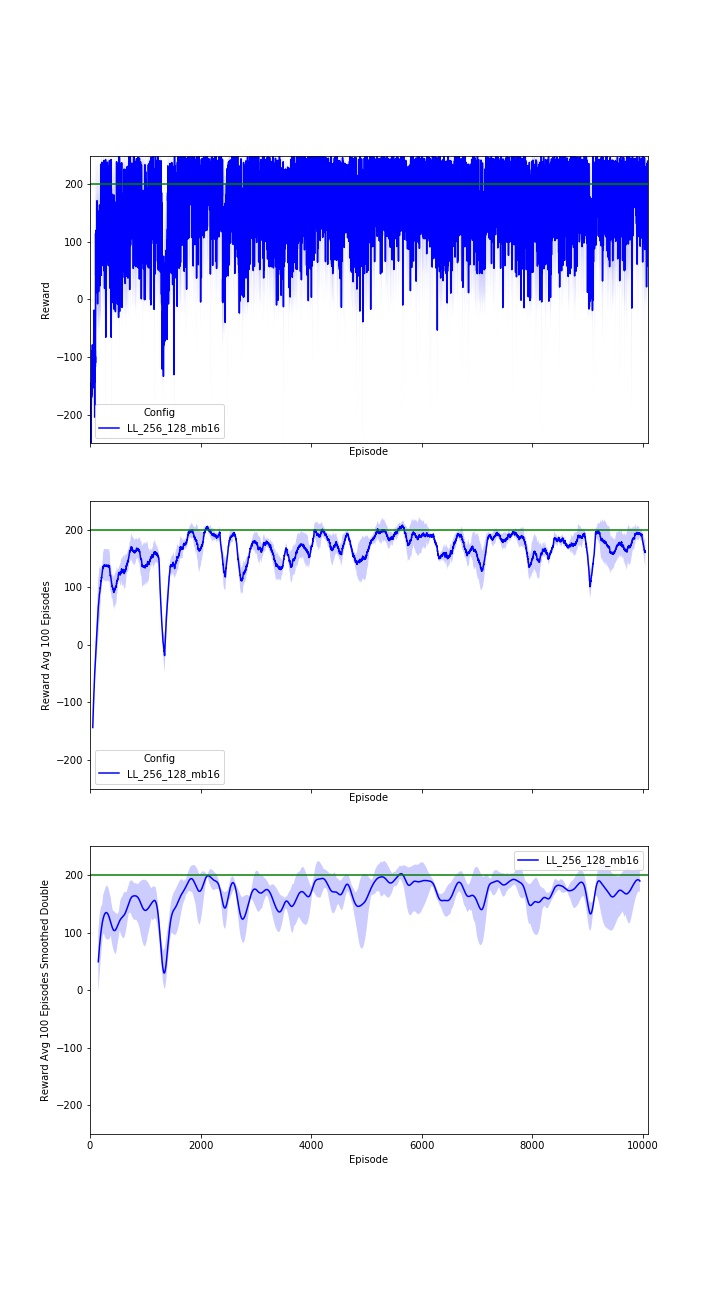 200
100
0
−100
−200
Reward
Config
LL_256_128_mb16
Episode
200
100
0
−100
−200
Reward Avg 100 Episodes
Config
LL_256_128_mb16
Episode
LL_256_128_mb16
200
100
0
−100
−200
Reward Avg 100 Episodes Smoothed Double
0 2000 4000 6000 8000 10000
Episode